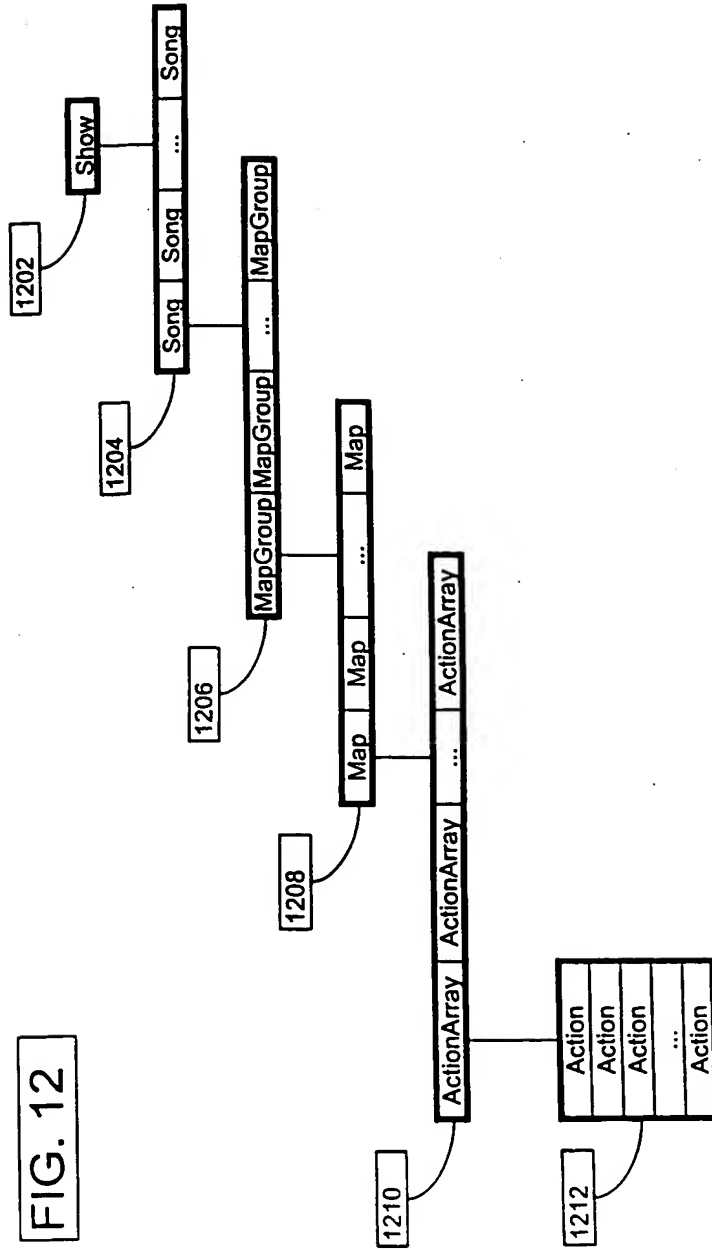 FIG. 12
1202
Show
1204
Song Song ... Song
1206
MapGroup MapGroup ... MapGroup
1208
Map Map ... Map
1210
ActionArray ActionArray ... ActionArray
1212
Action
Action
Action
...
Action